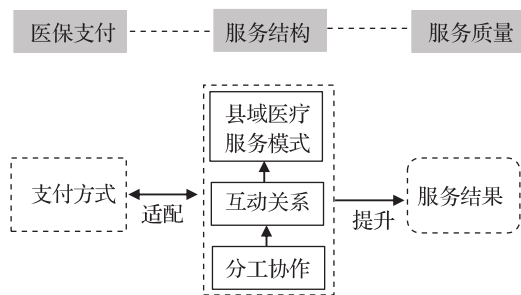 医保支付
服务结构
服务质量
县域医疗
服务模式
支付方式
适配
互动关系
提升
服务结果
分工协作